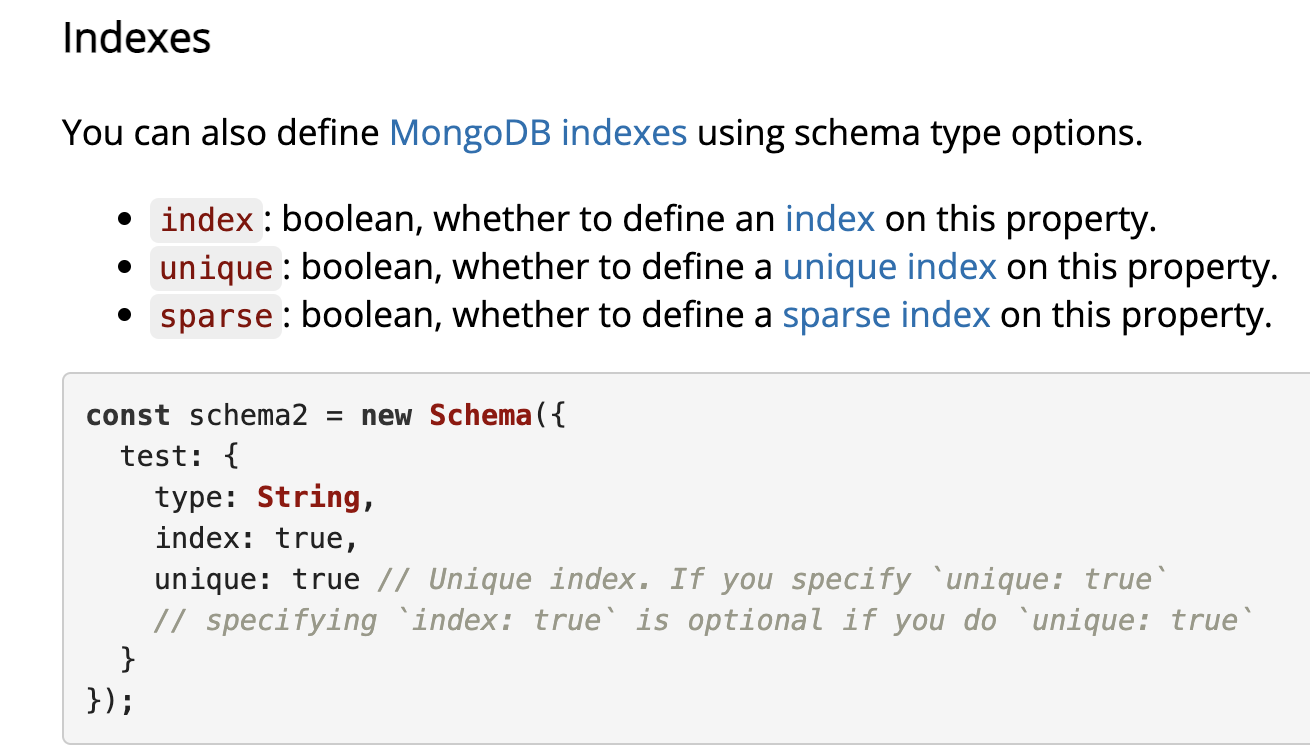 Indexes
You can also define MongoDB indexes using schema type options.
• index: boolean, whether to define an index on this property.
• unique: boolean, whether to define a unique index on this property.
• sparse: boolean, whether to define a sparse index on this property.
const schema2 = new Schema({
  test: {
    type: String,
    index: true,
    unique: true // Unique index. If you specify `unique: true`
    // specifying `index: true` is optional if you do `unique: true`
  }
});